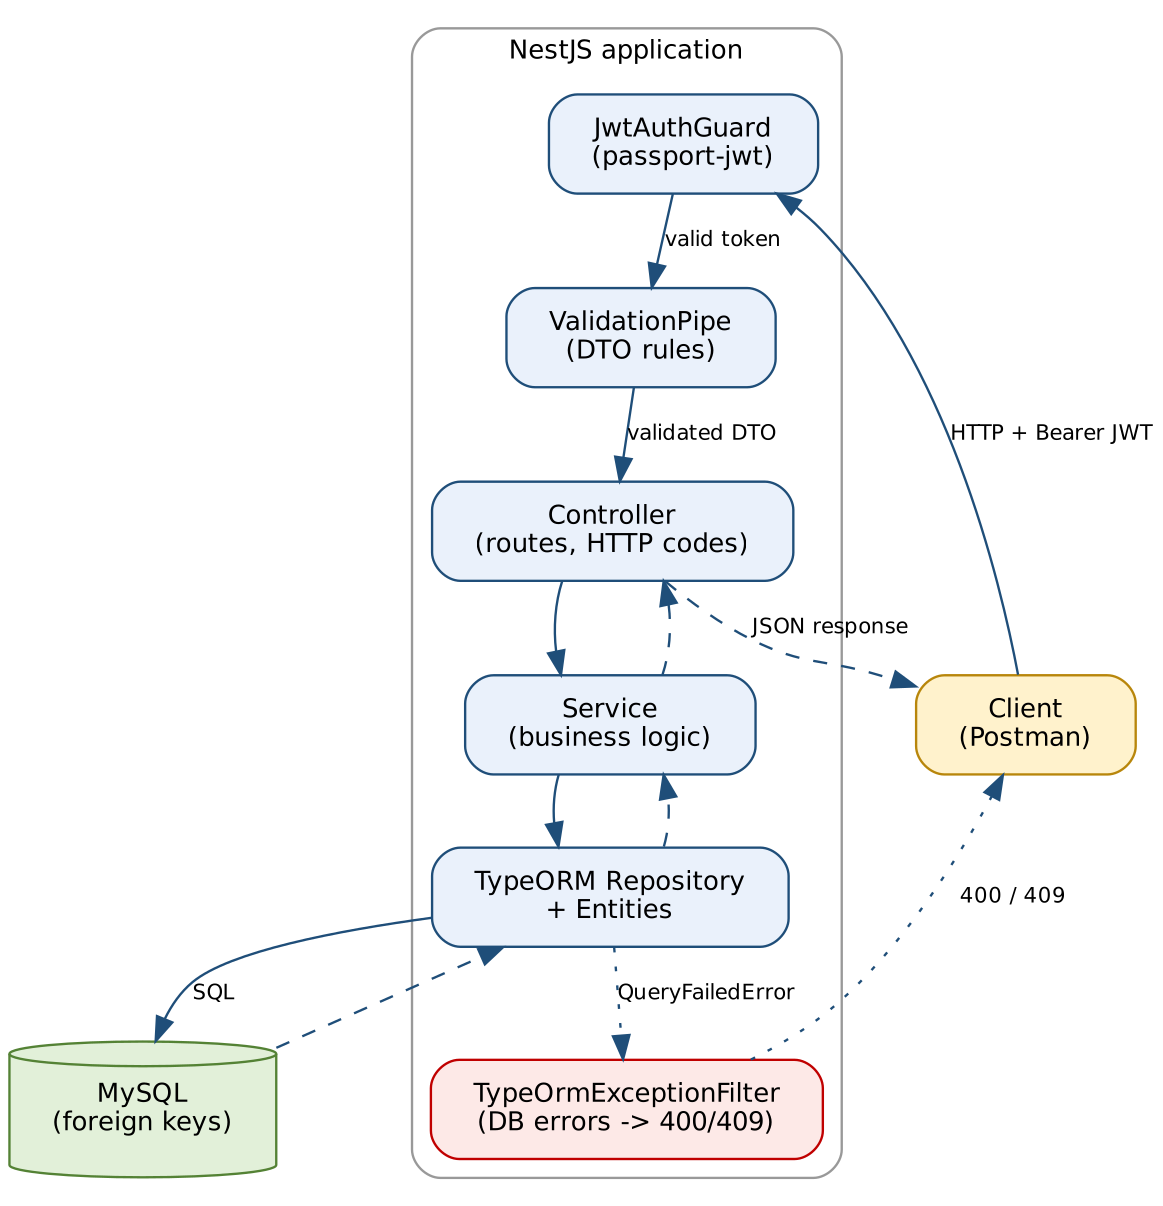 NestJS application
JwtAuthGuard
(passport-jwt)
valid token
ValidationPipe
(DTO rules)
validated DTO
HTTP + Bearer JWT
Controller
(routes, HTTP codes)
JSON response
Service
(business logic)
Client
(Postman)
TypeORM Repository
+ Entities
400 / 409
SQL
QueryFailedError
MySQL
(foreign keys)
TypeOrmExceptionFilter
(DB errors -> 400/409)